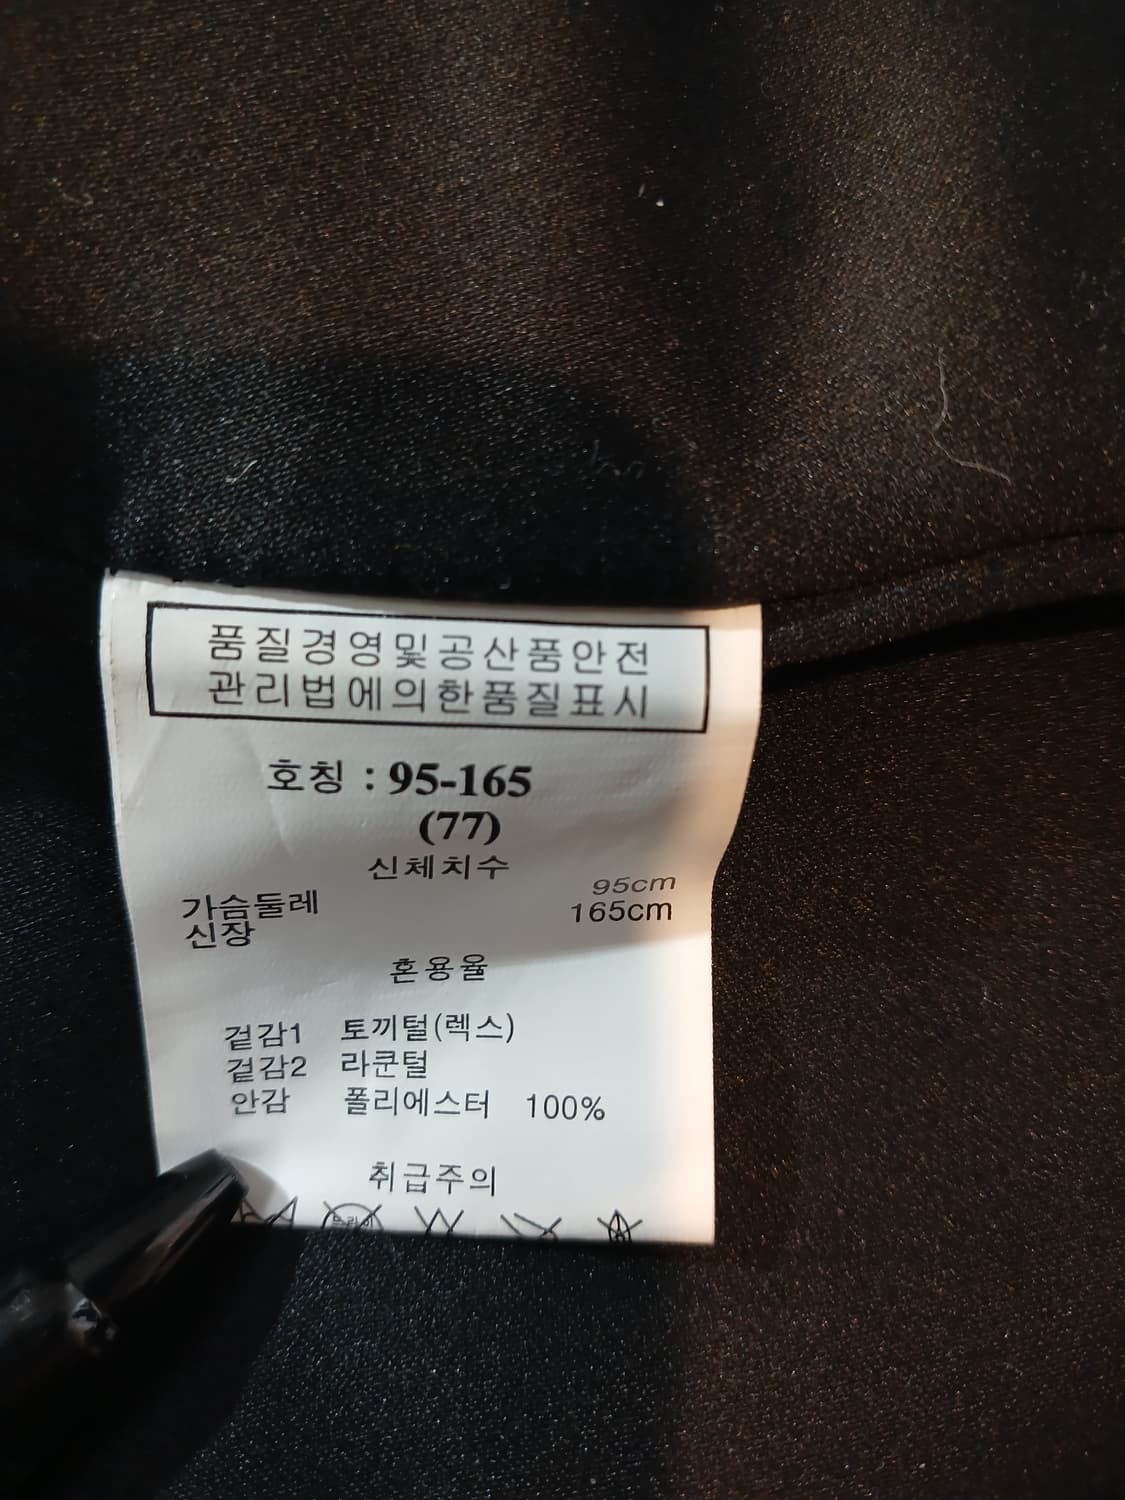 품질경영및공산품안전
관리법에의한품질표시
호칭 : 95-165
(77)
신체치수
가슴둘레 95cm
신장 165cm
혼용율
겉감1 토끼털(렉스)
겉감2 라쿤털
안감 폴리에스터 100%
취급주의